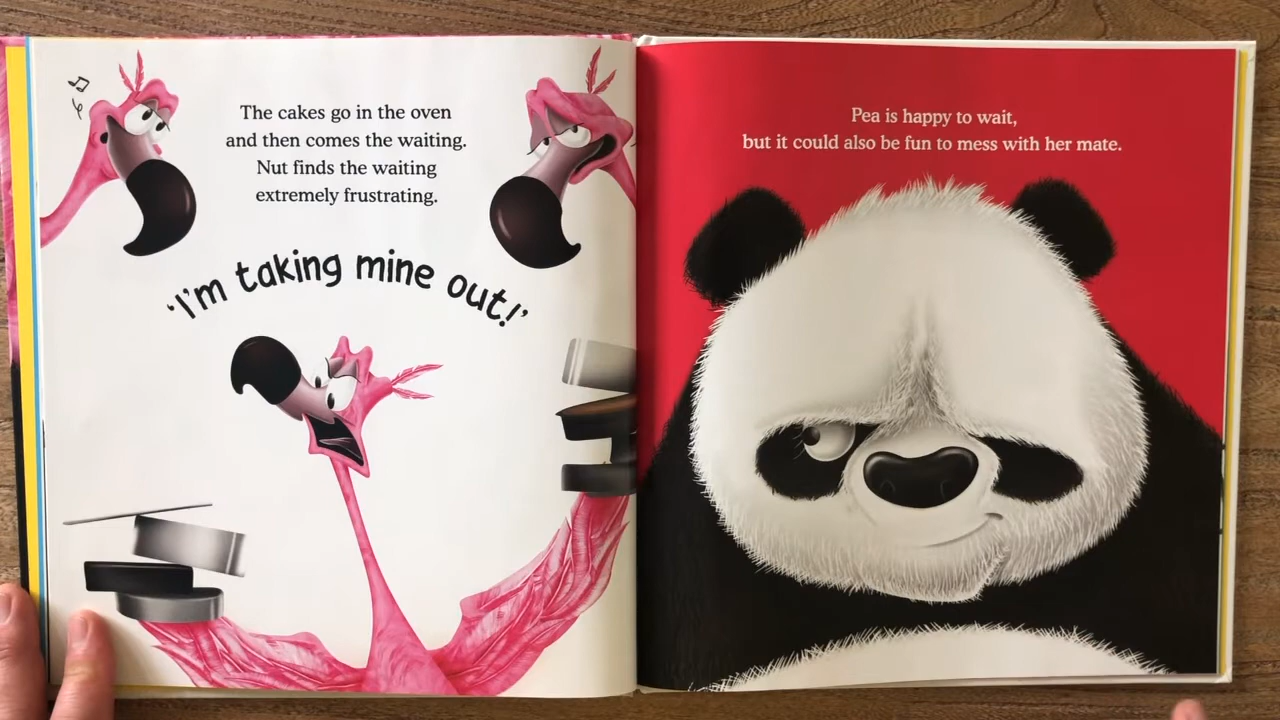 The cakes go in the oven
and then comes the waiting.
Nut finds the waiting
extremely frustrating.
‘I’m taking mine out!’
Pea is happy to wait,
but it could also be fun to mess with her mate.